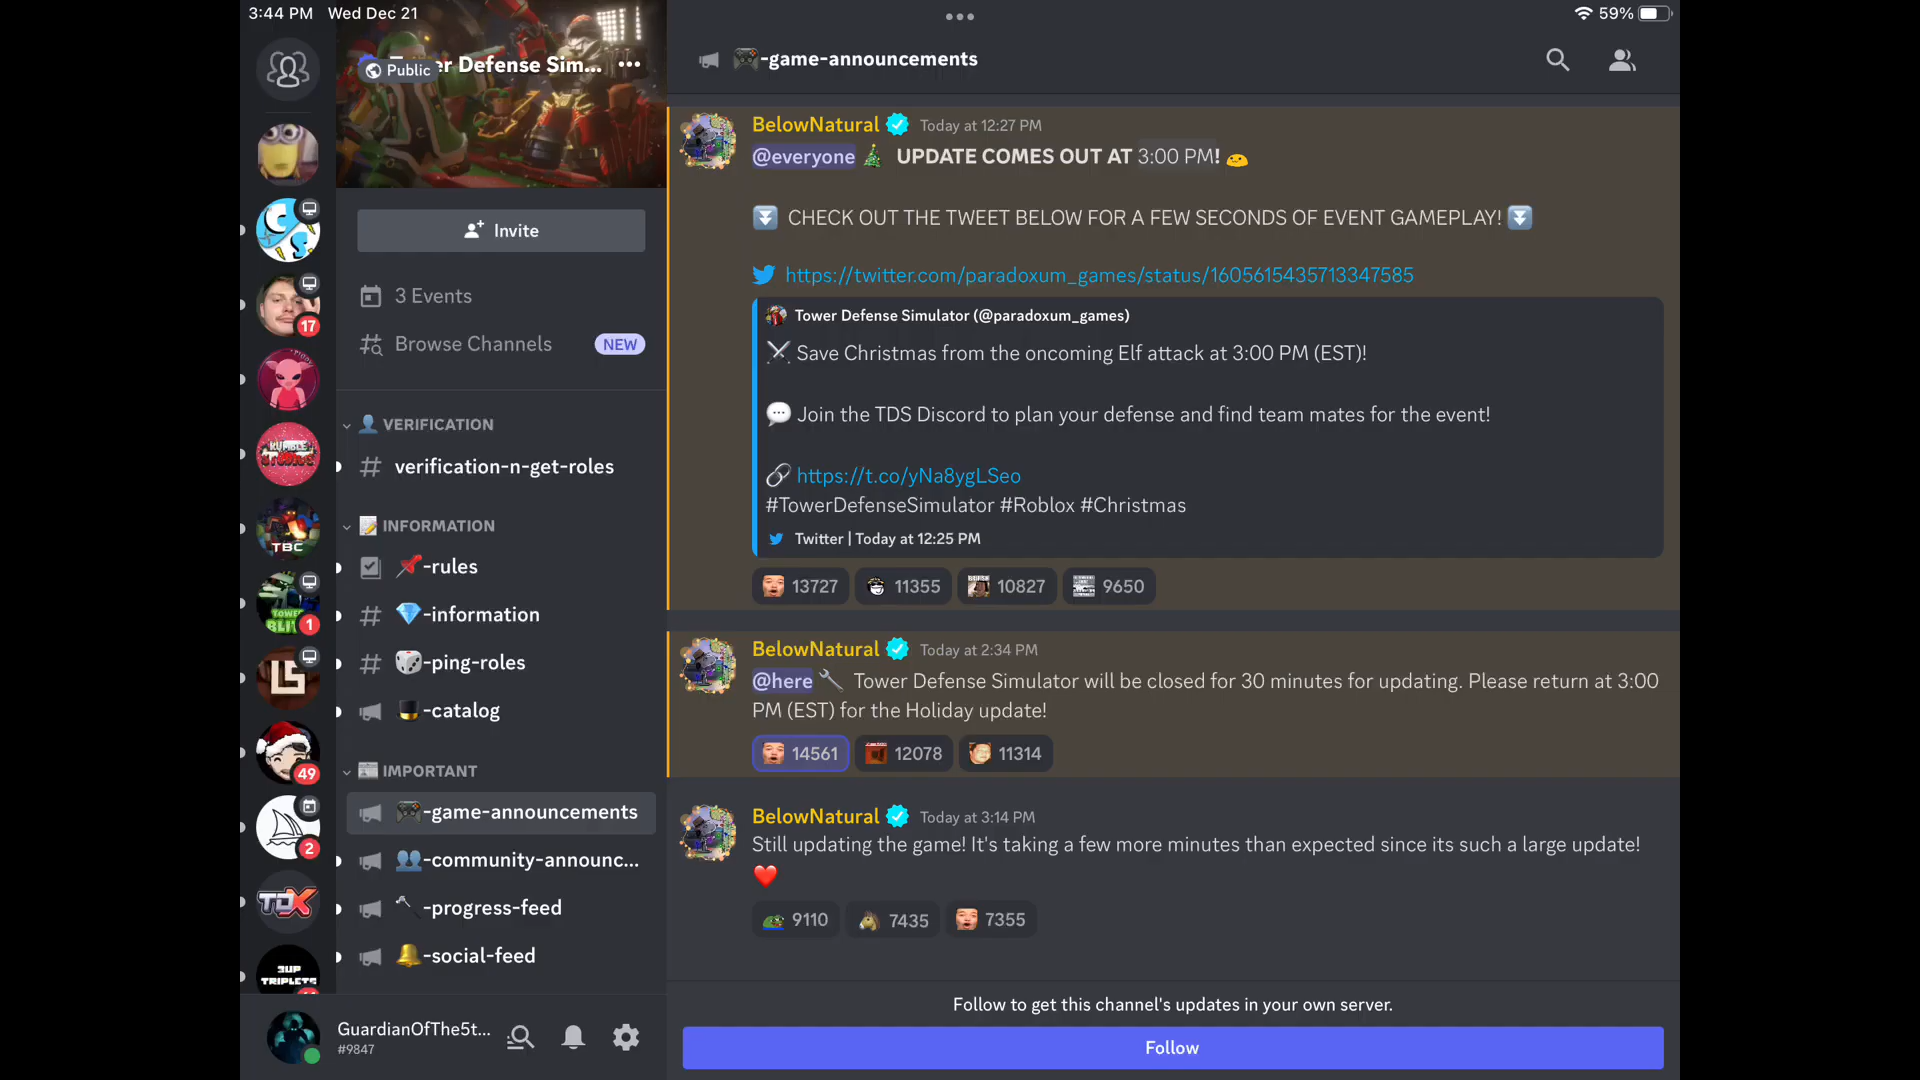 3:44 PM Wed Dec 21
59%
Public
er Defense Sim...
Invite
3 Events
Browse Channels NEW
VERIFICATION
verification-n-get-roles
INFORMATION
-rules
-information
-ping-roles
-catalog
IMPORTANT
-game-announcements
-community-announc...
-progress-feed
-social-feed
17
TBC
1
49
2
TDX
3UP
TRIPLETS
GuardianOfThe5t...
#9847
-game-announcements
BelowNatural Today at 12:27 PM
@everyone UPDATE COMES OUT AT 3:00 PM!
CHECK OUT THE TWEET BELOW FOR A FEW SECONDS OF EVENT GAMEPLAY!
https://twitter.com/paradoxum_games/status/1605615435713347585
Tower Defense Simulator (@paradoxum_games)
Save Christmas from the oncoming Elf attack at 3:00 PM (EST)!
Join the TDS Discord to plan your defense and find team mates for the event!
https://t.co/yNa8ygLSeo
#TowerDefenseSimulator #Roblox #Christmas
Twitter | Today at 12:25 PM
13727 11355 10827 9650
BelowNatural Today at 2:34 PM
@here Tower Defense Simulator will be closed for 30 minutes for updating. Please return at 3:00
PM (EST) for the Holiday update!
14561 12078 11314
BelowNatural Today at 3:14 PM
Still updating the game! It's taking a few more minutes than expected since its such a large update!
9110 7435 7355
Follow to get this channel's updates in your own server.
Follow